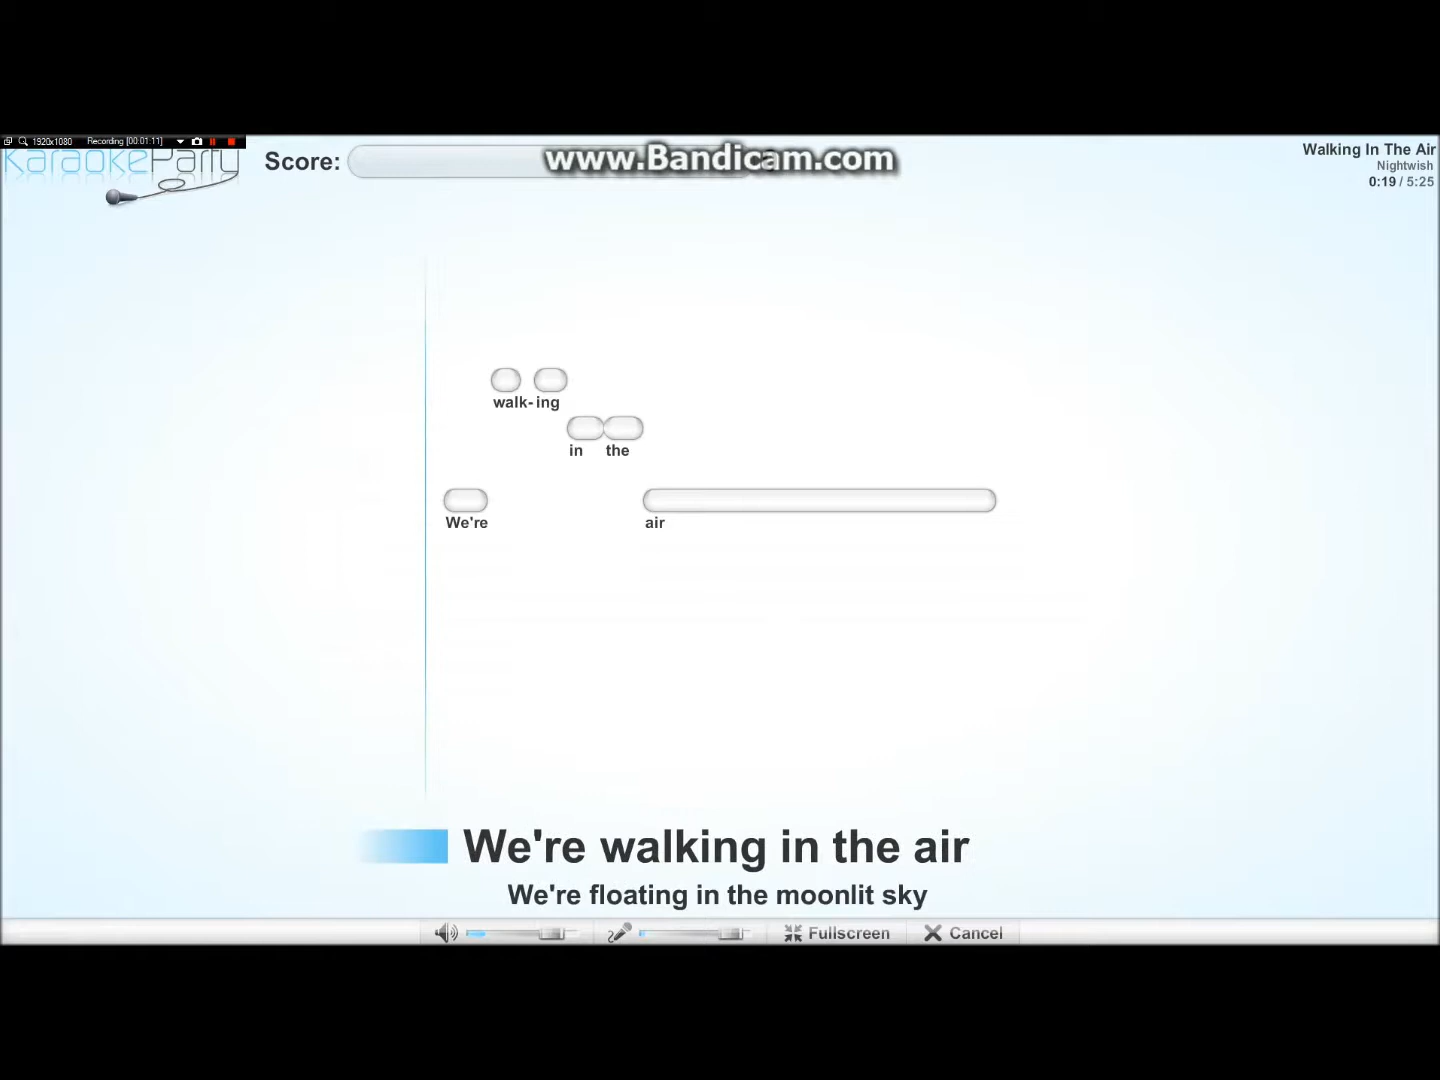 1920x1080 Recording [00:01:11]
KaraokeParty
Score:
www.Bandicam.com
Walking In The Air
Nightwish
0:19 / 5:25
walk- ing
in the
We're
air
We're walking in the air
We're floating in the moonlit sky
Fullscreen
Cancel